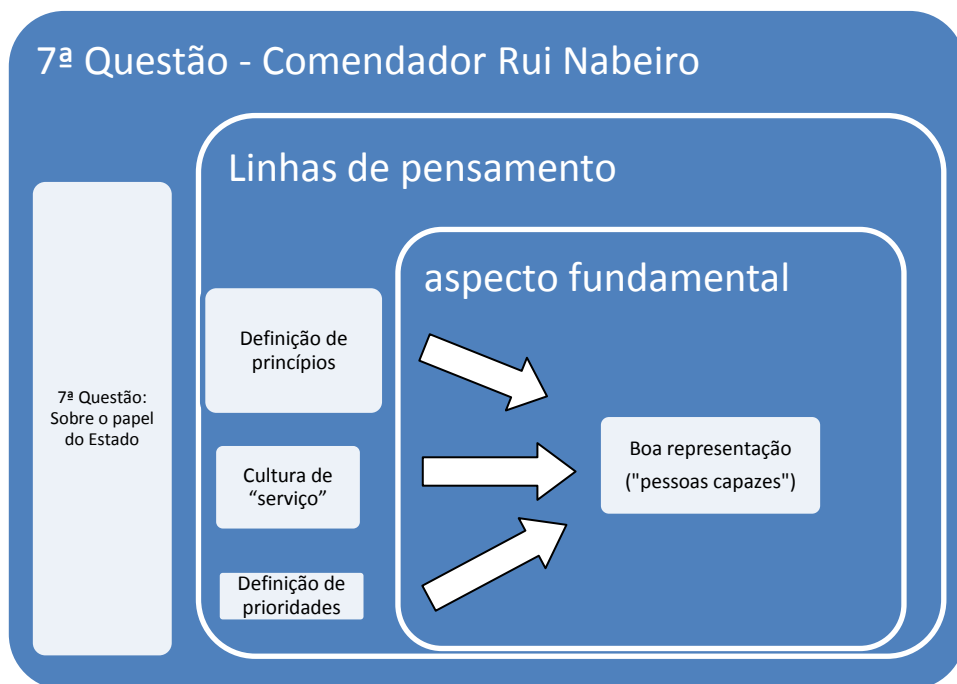 7ª Questão - Comendador Rui Nabeiro
Linhas de pensamento
aspecto fundamental
7ª Questão:
Sobre o papel
do Estado
Definição de
princípios
Cultura de
“serviço”
Definição de
prioridades
Boa representação
("pessoas capazes")